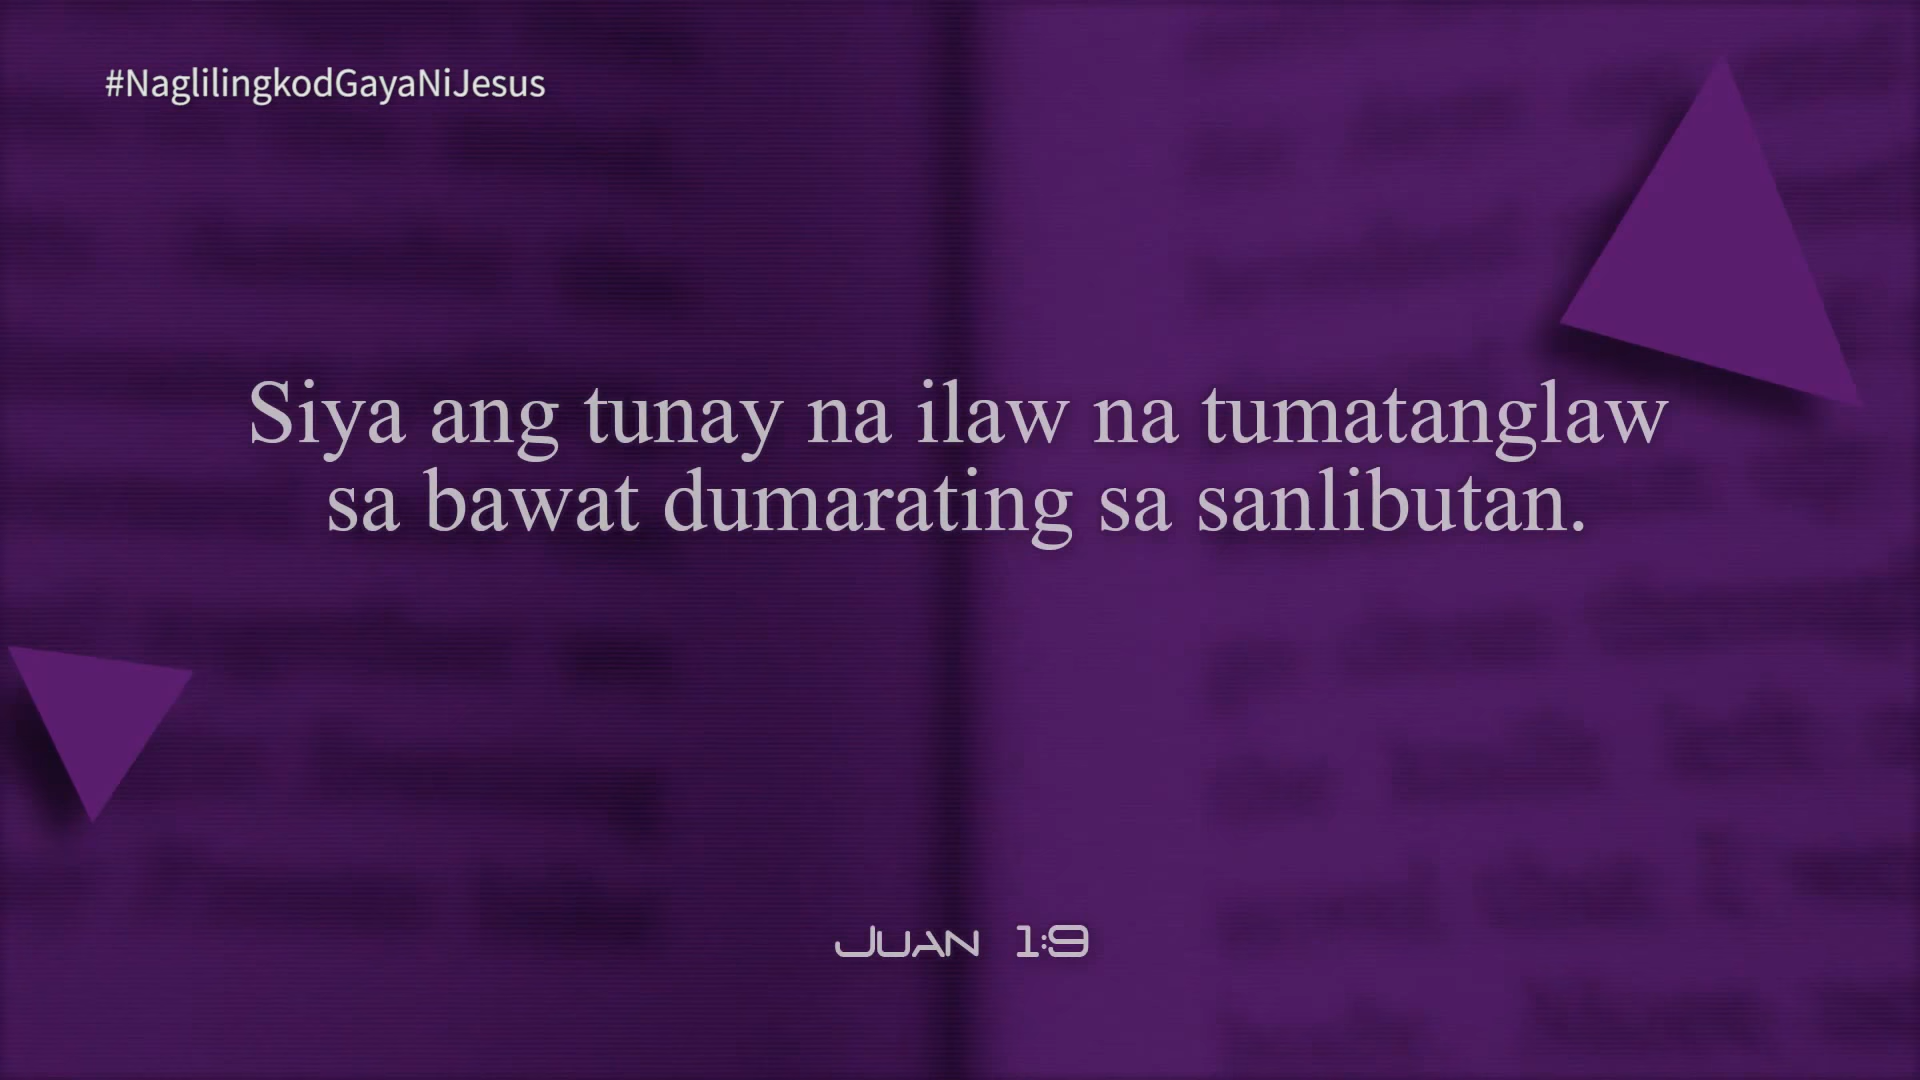 #NaglilingkodGayaNiJesus
Siya ang tunay na ilaw na tumatanglaw
sa bawat dumarating sa sanlibutan.
Juan 1:9